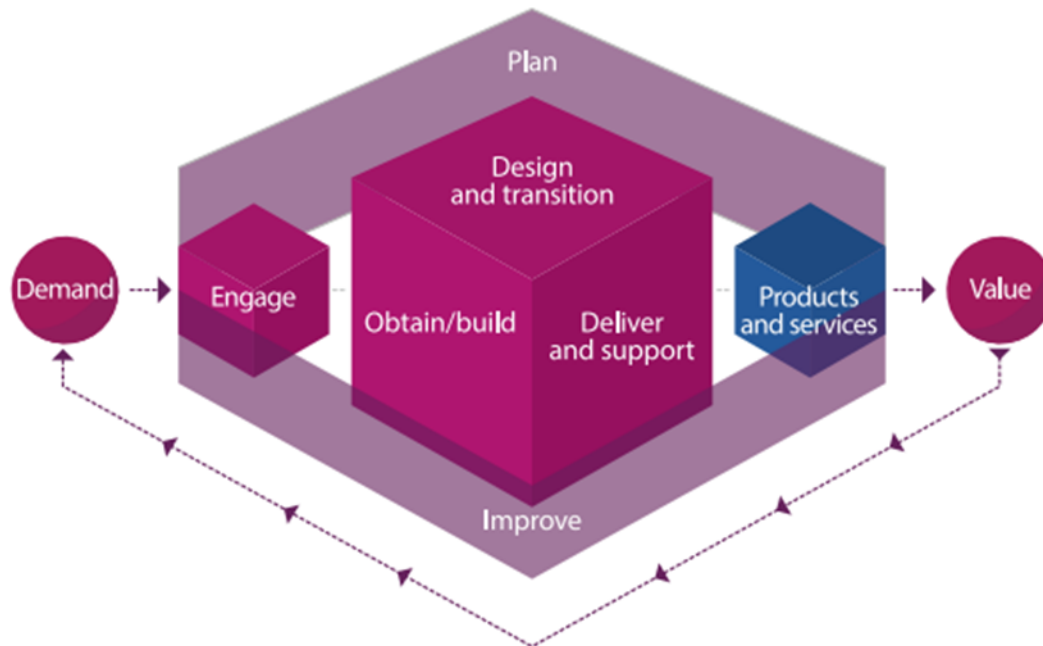 Plan
Design
and transition
Demand
Engage
Obtain/build
Deliver
and support
Products
and services
Value
Improve